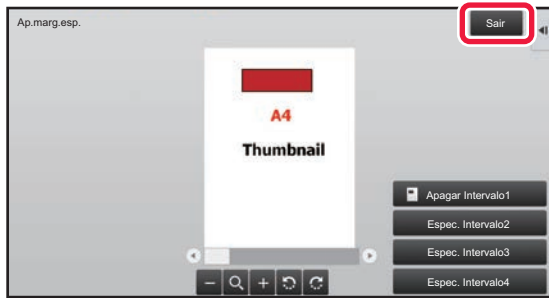 Ap.marg.esp.
Sair
A4
Thumbnail
Apagar Intervalo1
Espec. Intervalo2
Espec. Intervalo3
Espec. Intervalo4